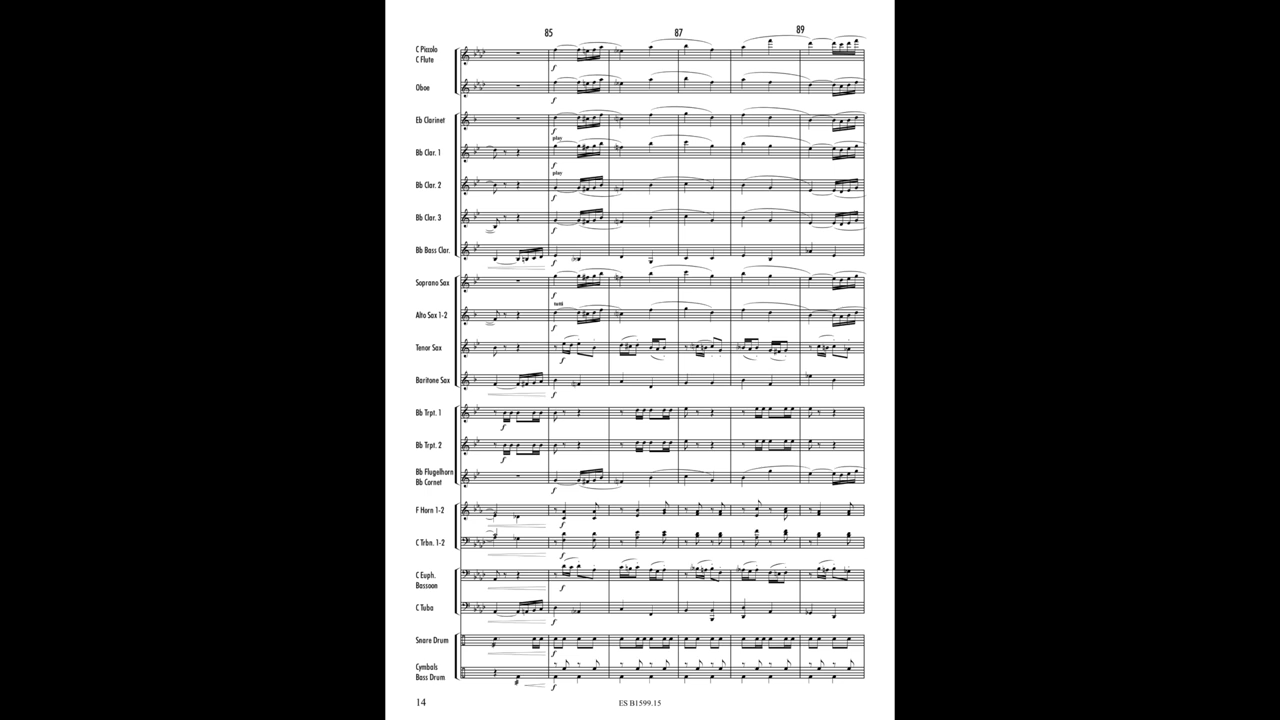 85 87 89
C Piccolo
C Flute
f
Oboe
f
Eb Clarinet
f
play
Bb Clar. 1
f
play
Bb Clar. 2
f
Bb Clar. 3
f
Bb Bass Clar.
f
Soprano Sax
f
tutti
Alto Sax 1-2
f
Tenor Sax
f
Baritone Sax
f
Bb Trpt. 1
f
Bb Trpt. 2
f
Bb Flugelhorn
Bb Cornet
f
F Horn 1-2
f
C Trbn. 1-2
f
C Euph.
Bassoon
C Tuba
f
Snare Drum
f
Cymbals
Bass Drum
f
14 ES B1599.15